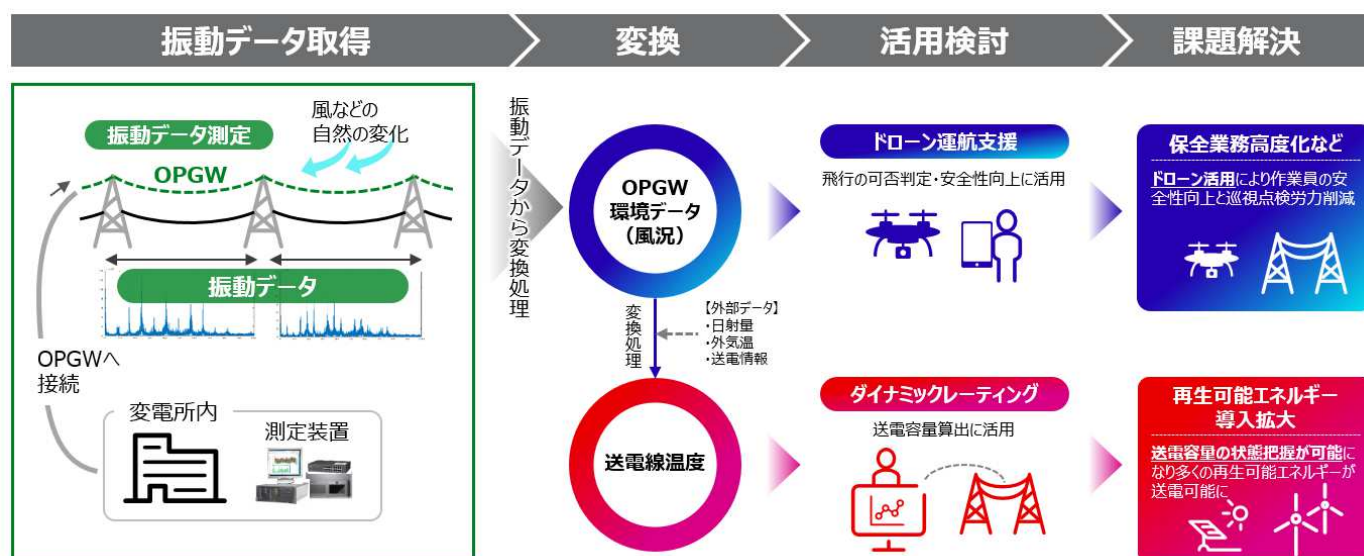 振動データ取得
変換
活用検討
課題解決
振動データ測定
風などの
自然の変化
OPGW
振動データ
OPGWへ
接続
変電所内
測定装置
振動データから変換処理
OPGW
環境データ
（風況）
変換処理
【外部データ】
・日射量
・外気温
・送電情報
送電線温度
ドローン運航支援
飛行の可否判定・安全性向上に活用
ダイナミックレーティング
送電容量算出に活用
保全業務高度化など
ドローン活用により作業員の安
全性向上と巡視点検労力削減
再生可能エネルギー
導入拡大
送電容量の状態把握が可能に
なり多くの再生可能エネルギーが
送電可能に